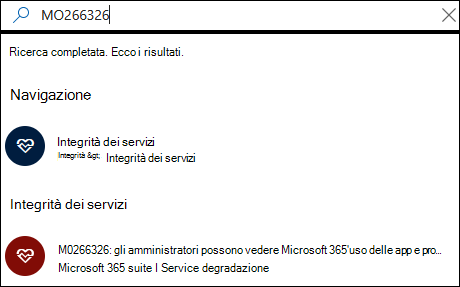 MO266326
Ricerca completata. Ecco i risultati.
Navigazione
Integrità dei servizi
Integrità &gt; Integrità dei servizi
Integrità dei servizi
M0266326: gli amministratori possono vedere Microsoft 365'uso delle app e pro...
Microsoft 365 suite | Service degradazione